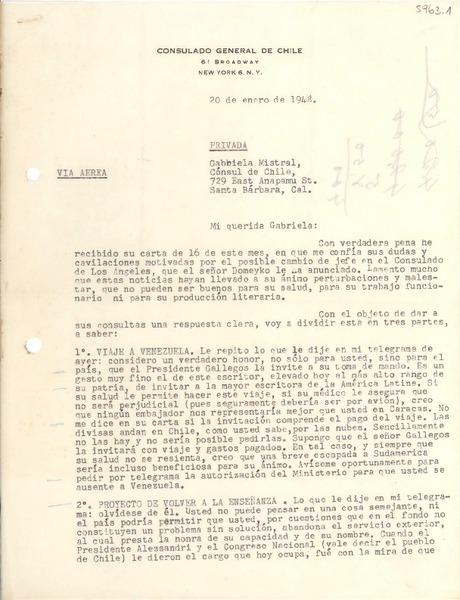 5963.1
CONSULADO GENERAL DE CHILE
61 BROADWAY
NEW YORK 6. N.Y.
20 de enero de 1948.
PRIVADA
Gabriela Mistral,
VIA AEREA
Cónsul de Chile,
729 East Anapamu St.
Santa Bárbara, Cal.
Mi querida Gabriela:
Con verdadera pena he
recibido su carta de 16 de este mes, en que me confía sus dudas y
cavilaciones motivadas por el posible cambio de jefe en el Consulado
de Los Angeles, que el señor Domeyko le ha anunciado. Lamento mucho
que estas noticias hayan llevado a su ánimo perturbaciones y males-
tar, que no pueden ser buenos para su salud, para su trabajo funcio-
nario ni para su producción literaria.
Con el objeto de dar a
sus consultas una respuesta clara, voy a dividir esta en tres partes,
a saber:
1º. VIAJE A VENEZUELA. Le repito lo que le dije en mi telegrama de
ayer: considero un verdadero honor, no sólo para usted, sino para el
país, que el Presidente Gallegos la invite a su toma de mando. Es un
gesto muy fino el de este escritor, elevado hoy al más alto rango de
su patria, de invitar a la mayor escritora de la América Latina. Si
su salud le permite hacer este viaje, si su médico le asegura que
no será perjudicial (pues seguramente debería ser por avión), creo
que ningún embajador nos representaría mejor que usted en Caracas. No
me dice en su carta si la invitación comprende el pago del viaje. Las
divisas andan en Chile, como usted sabe, por las nubes. Sencillamente
no las hay y no sería posible pedirlas. Supongo que el señor Gallegos
la invitará con viaje y gastos pagados. En tal caso, y siempre que
su salud no se resienta, creo que una breve escapada a Sudamerica
sería incluso beneficiosa para su ánimo. Avíseme oportunamente para
pedir por telegrama la autorización del Ministerio para que usted se
ausente a Venezuela.
2º. PROYECTO DE VOLVER A LA ENSEÑANZA. Lo que le dije en mi telegra-
ma: olvídese de él. Usted no puede pensar en una cosa semejante, ni
el país podría permitir que usted, por cuestiones que en el fondo no
constituyen un problema sin solución, abandona el servicio exterior,
al cual presta la honra de su capacidad y de su nombre. Cuando el
Presidente Alessandri y el Congreso Nacional (vale decir el pueblo
de Chile) le dieron el cargo que hoy ocupa, fué con la mira de que